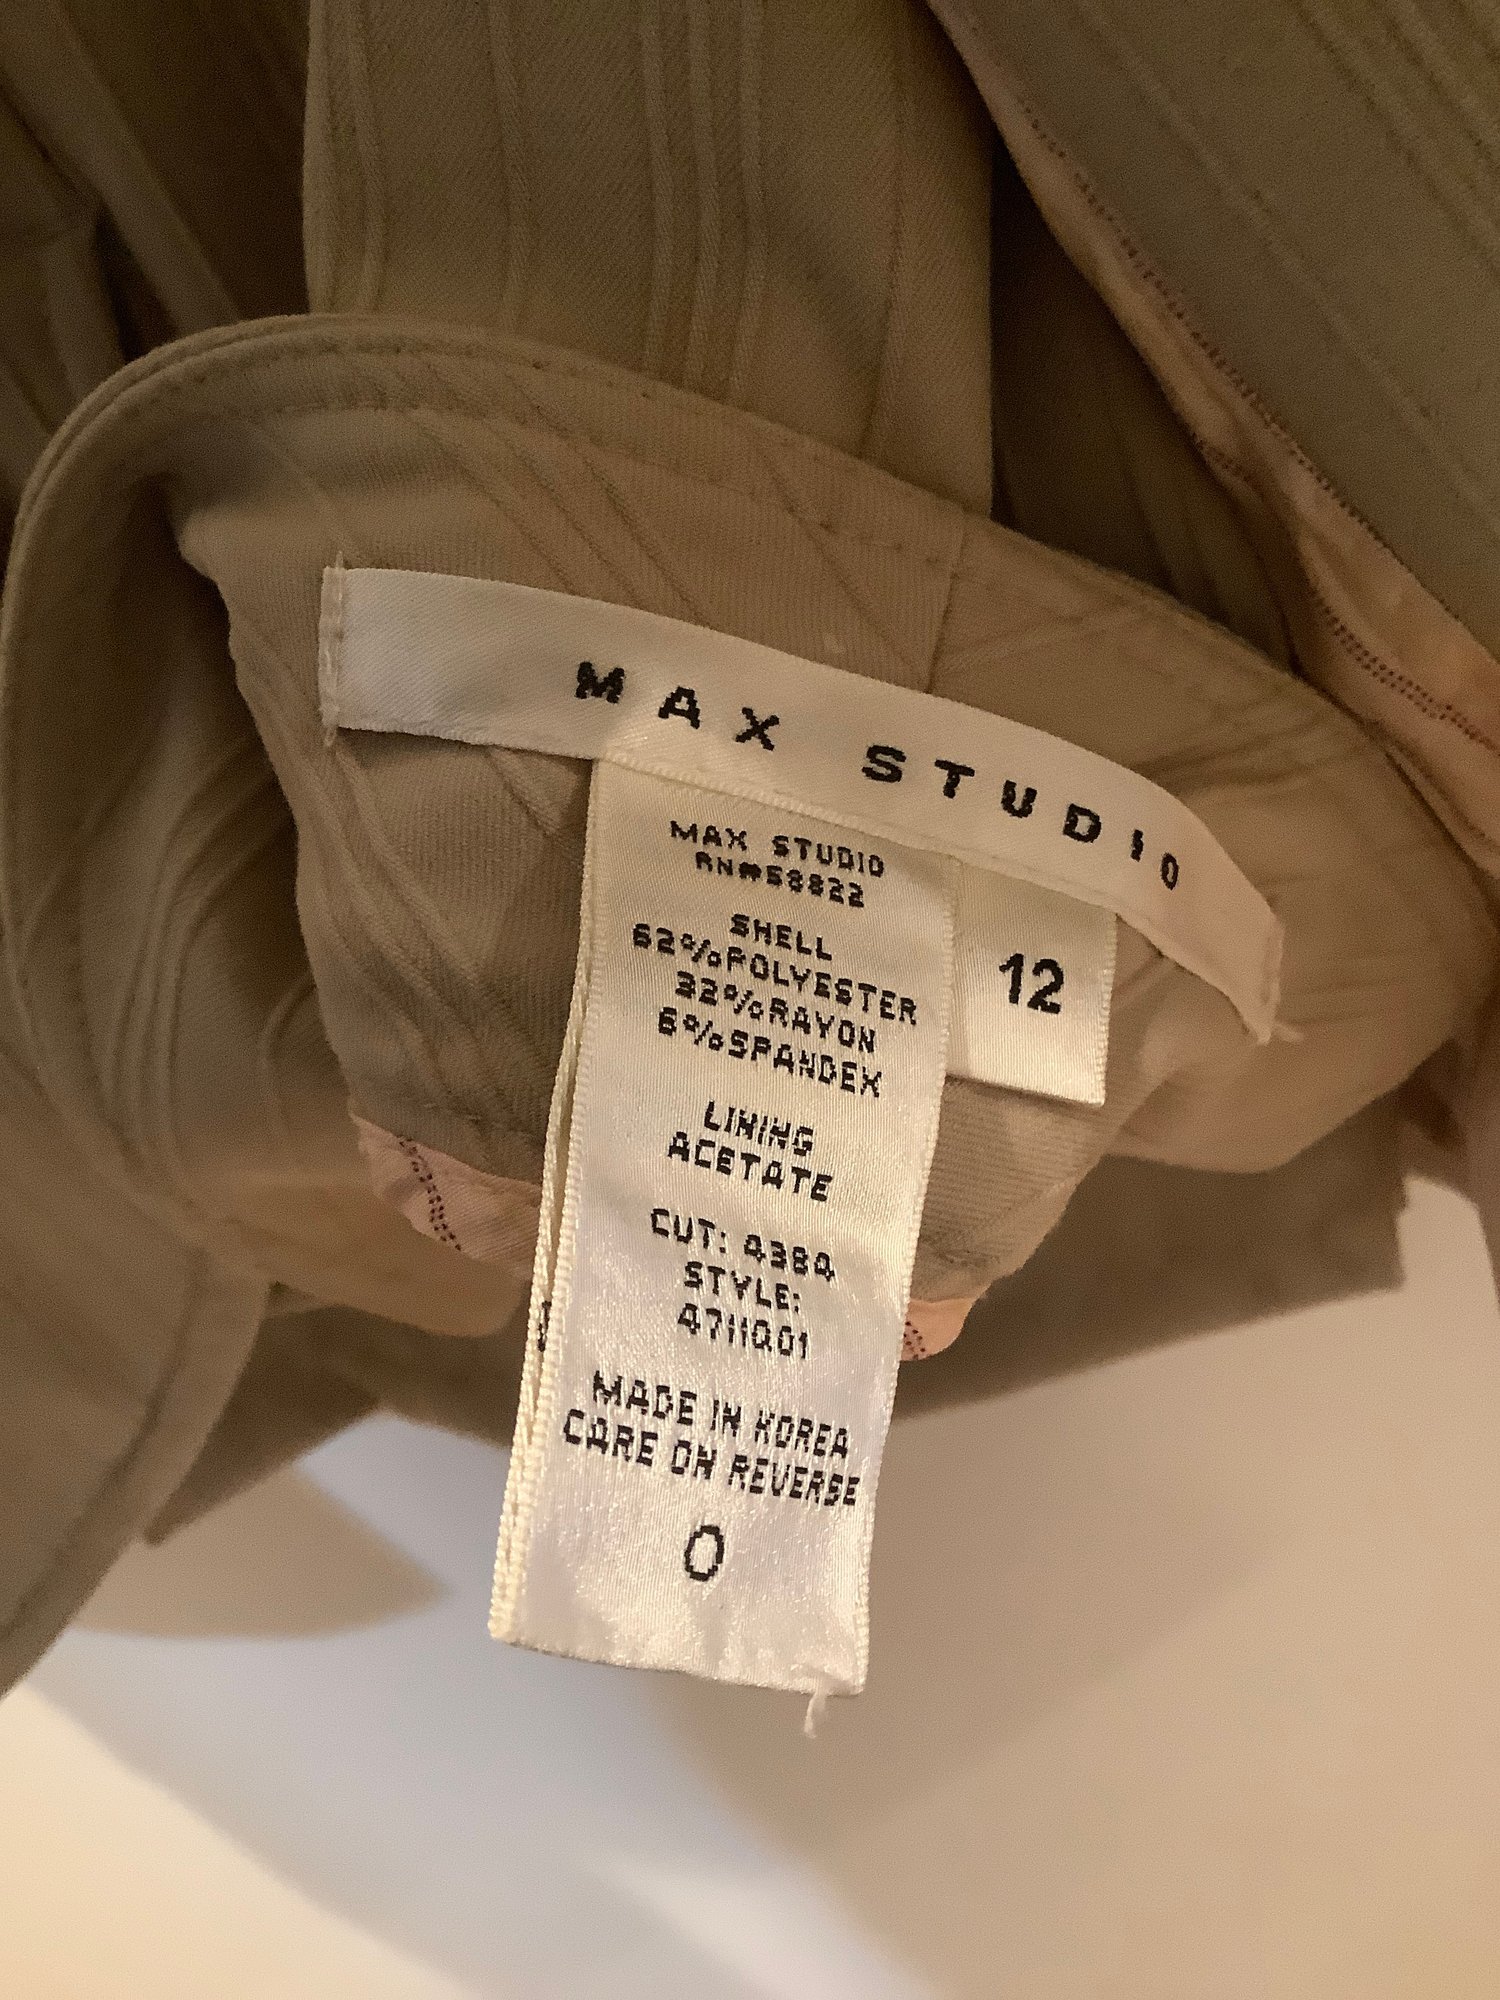 MAX STUDIO
MAX STUDIO
RN#58822
SHELL
62%POLYESTER
32%RAYON
6%SPANDEX
LINING
ACETATE
CUT: 4384
STYLE:
4711Q01
MADE IN KOREA
CARE ON REVERSE
0
12